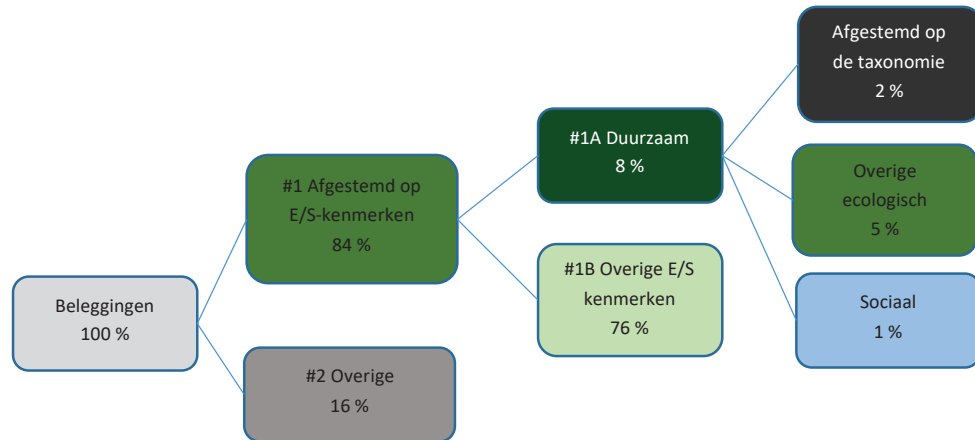 Beleggingen
100 %
#1 Afgestemd op
E/S-kenmerken
84 %
#2 Overige
16 %
#1A Duurzaam
8 %
#1B Overige E/S
kenmerken
76 %
Afgestemd op
de taxonomie
2 %
Overige
ecologisch
5 %
Sociaal
1 %